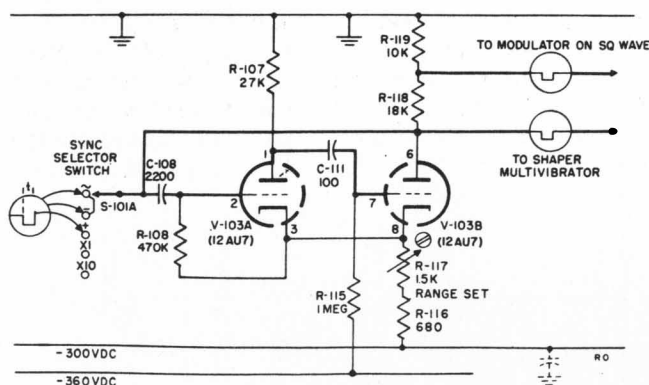 R-119
10K
TO MODULATOR ON SQ WAVE
R-107
27K
R-118
18K
SYNC
SELECTOR
SWITCH
C-108
2200
1
C-111
100
6
TO SHAPER
MULTIVIBRATOR
S-101A
2
7
-
+
X1
X10
R-108
470K
V-103A
(12AU7)
3
8
V-103B
(12AU7)
R-117
1.5K
RANGE SET
R-115
1 MEG
R-116
680
-300VDC
RO
-360VDC